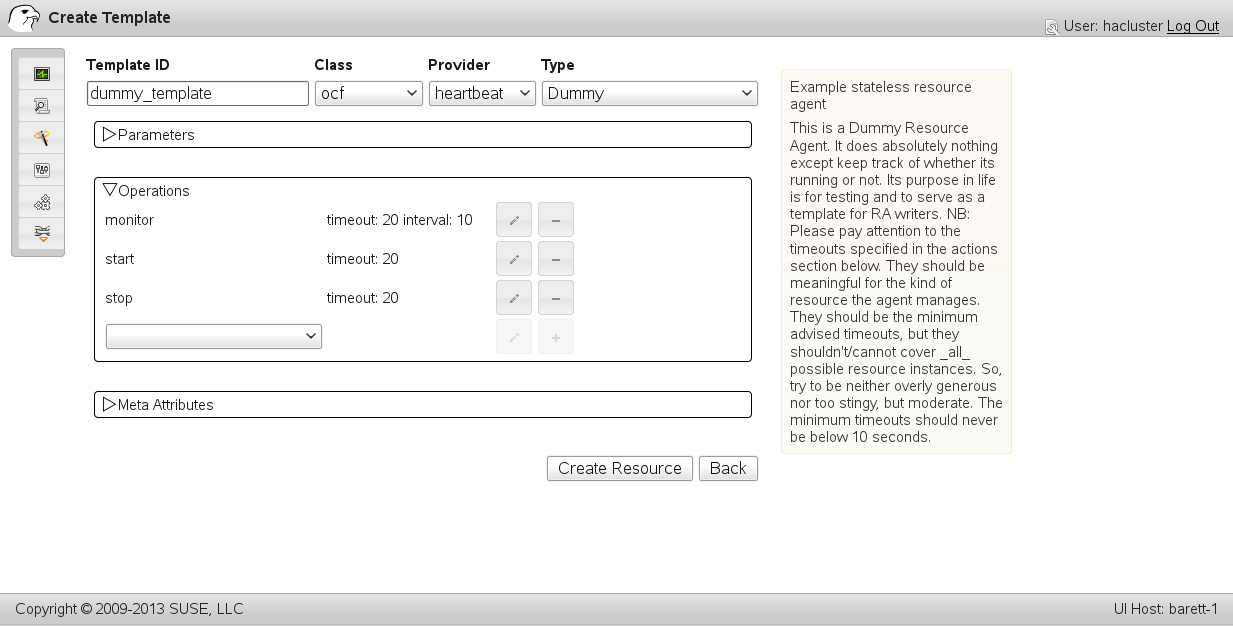 Create Template
User: hacluster Log Out
Template ID Class Provider Type
dummy_template ocf heartbeat Dummy
Parameters
Operations
monitor timeout: 20 interval: 10
start timeout: 20
stop timeout: 20
Meta Attributes
Create Resource Back
Example stateless resource
agent
This is a Dummy Resource
Agent. It does absolutely nothing
except keep track of whether its
running or not. Its purpose in life
is for testing and to serve as a
template for RA writers. NB:
Please pay attention to the
timeouts specified in the actions
section below. They should be
meaningful for the kind of
resource the agent manages.
They should be the minimum
advised timeouts, but they
shouldn't/cannot cover _all_
possible resource instances. So,
try to be neither overly generous
nor too stingy, but moderate. The
minimum timeouts should never
be below 10 seconds.
Copyright © 2009-2013 SUSE, LLC
UI Host: barett-1